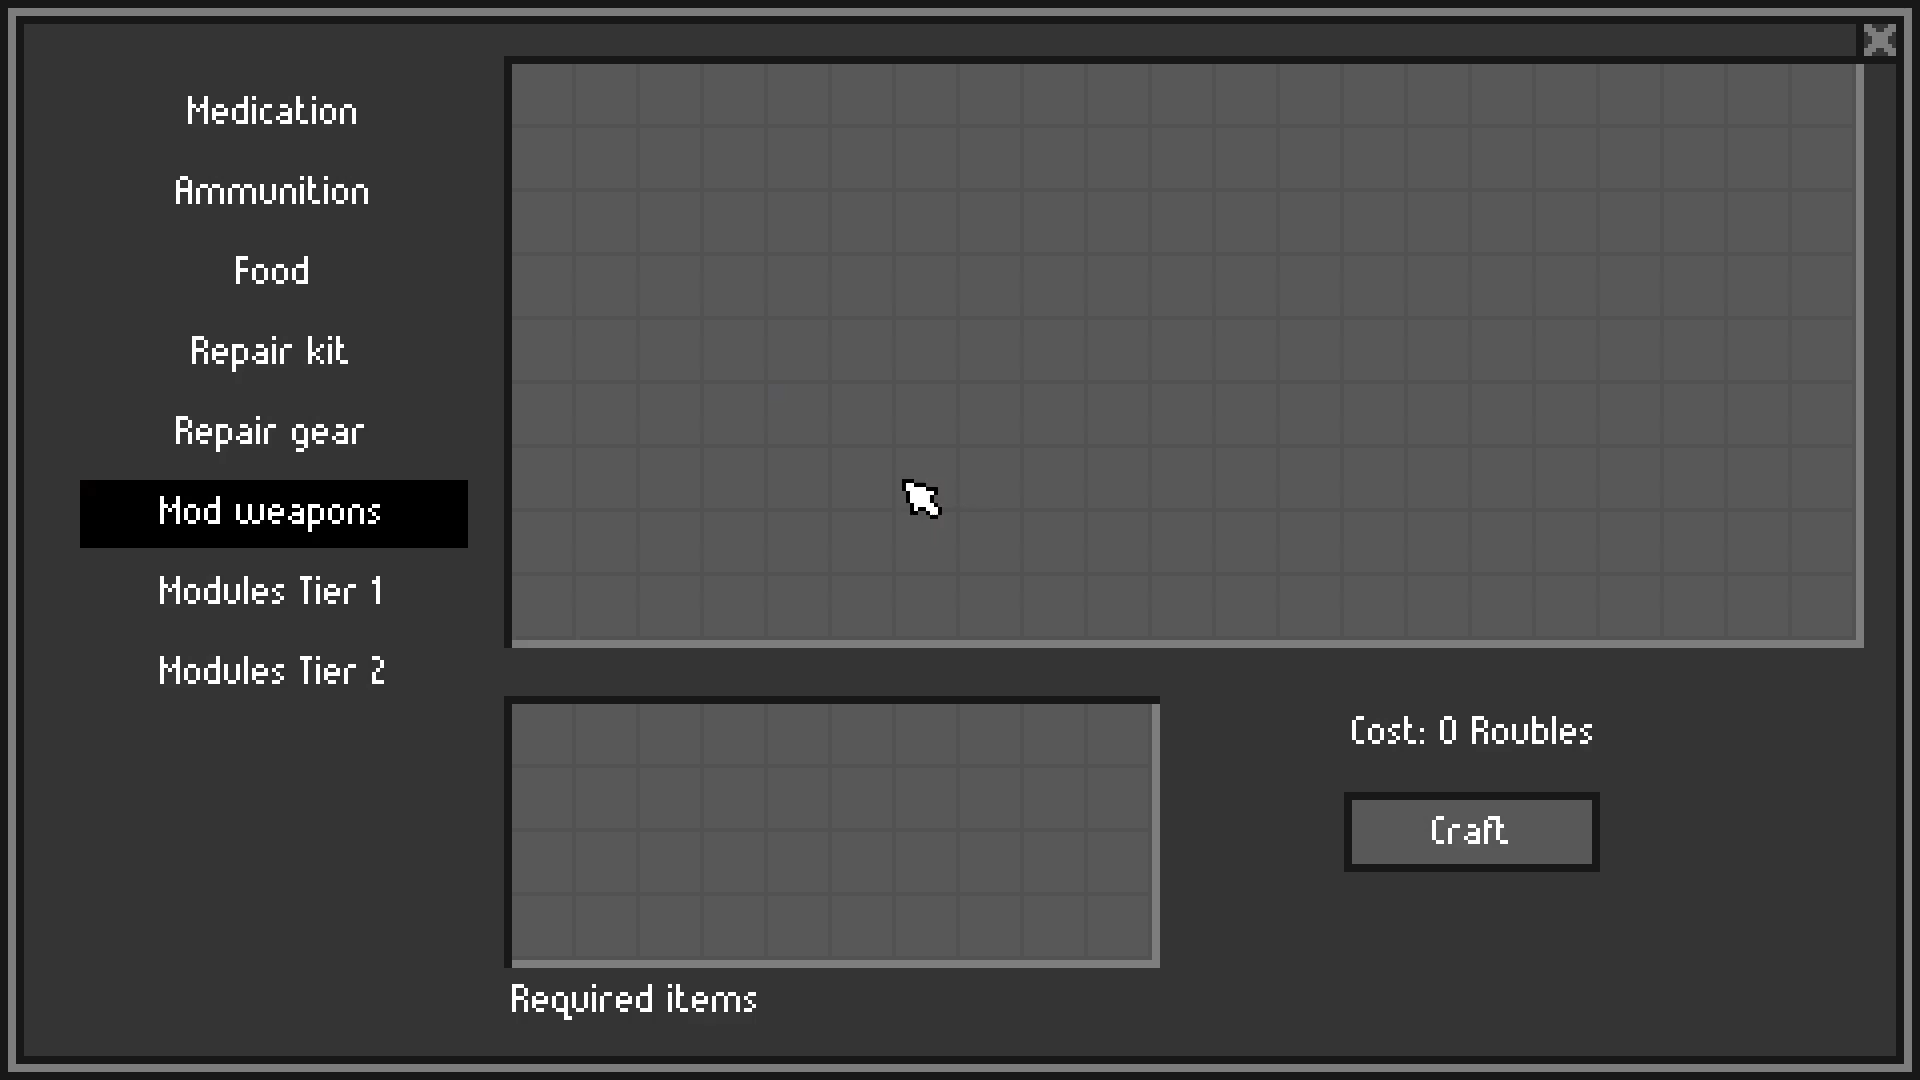 Medication
Ammunition
Food
Repair kit
Repair gear
Mod weapons
Modules Tier 1
Modules Tier 2
Cost: 0 Roubles
Craft
Required items